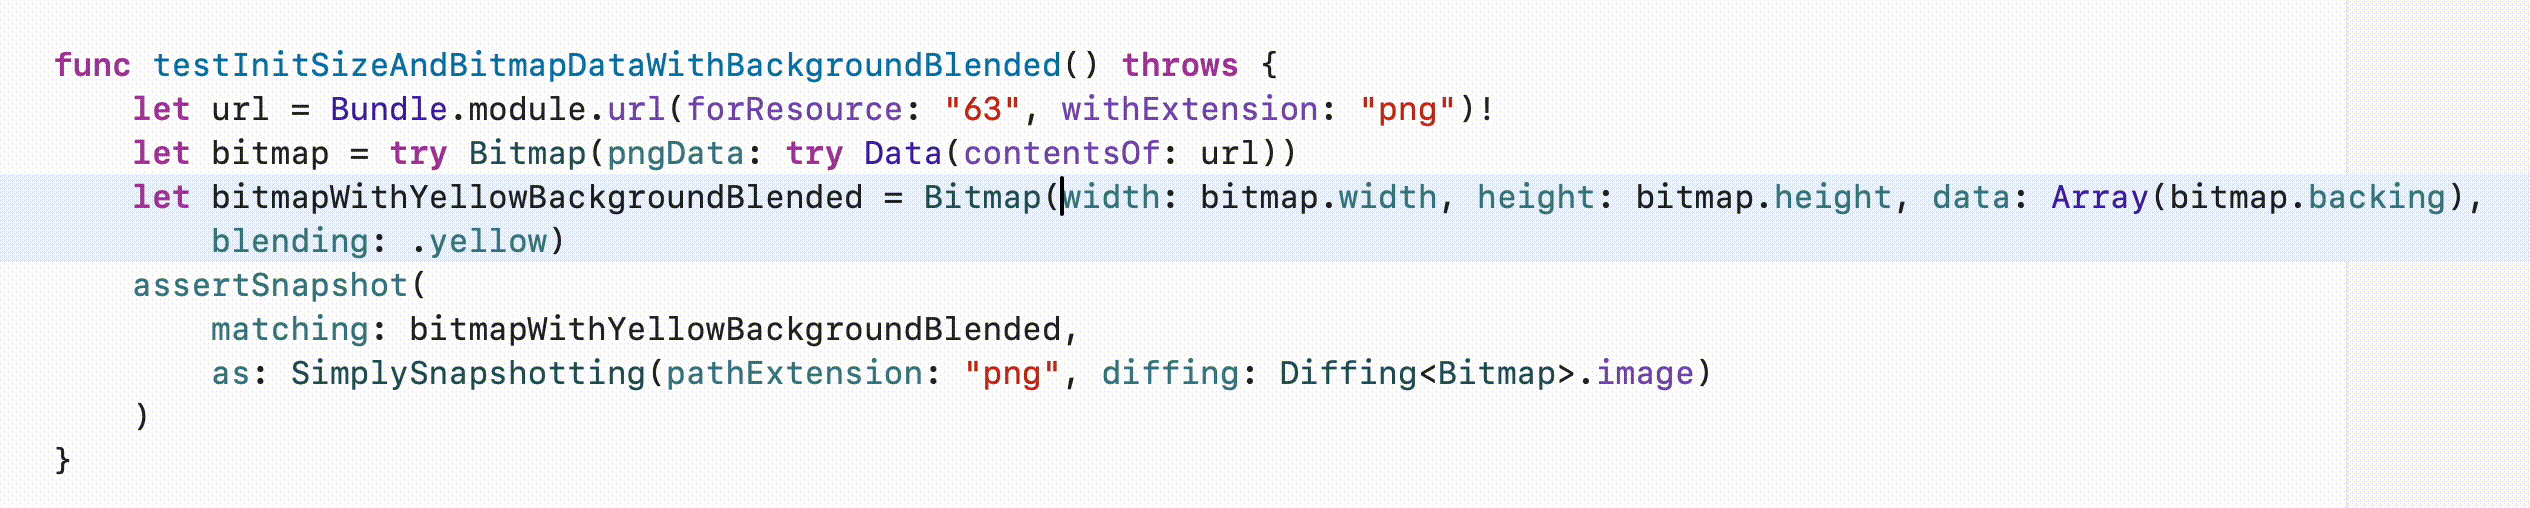 func testInitSizeAndBitmapDataWithBackgroundBlended() throws {
    let url = Bundle.module.url(forResource: "63", withExtension: "png")!
    let bitmap = try Bitmap(pngData: try Data(contentsOf: url))
    let bitmapWithYellowBackgroundBlended = Bitmap(width: bitmap.width, height: bitmap.height, data: Array(bitmap.backing),
        blending: .yellow)
    assertSnapshot(
        matching: bitmapWithYellowBackgroundBlended,
        as: SimplySnapshotting(pathExtension: "png", diffing: Diffing<Bitmap>.image)
    )
}